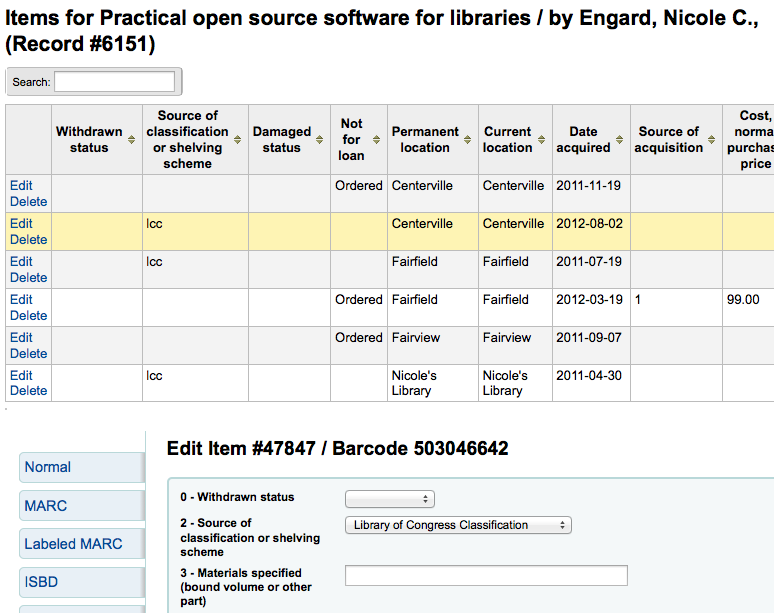 Items for Practical open source software for libraries / by Engard, Nicole C.,
(Record #6151)
Search:
Withdrawn status Source of classification or shelving scheme Damaged status Not for loan Permanent location Current location Date acquired Source of acquisition Cost, norma purchas price
Edit Delete Ordered Centerville Centerville 2011-11-19
Edit Delete lcc Centerville Centerville 2012-08-02
Edit Delete lcc Fairfield Fairfield 2011-07-19
Edit Delete Ordered Fairfield Fairfield 2012-03-19 1 99.00
Edit Delete Ordered Fairview Fairview 2011-09-07
Edit Delete lcc Nicole's Library Nicole's Library 2011-04-30
Edit Item #47847 / Barcode 503046642
Normal
MARC
Labeled MARC
ISBD
0 - Withdrawn status
2 - Source of
classification or shelving
scheme
Library of Congress Classification
3 - Materials specified
(bound volume or other
part)